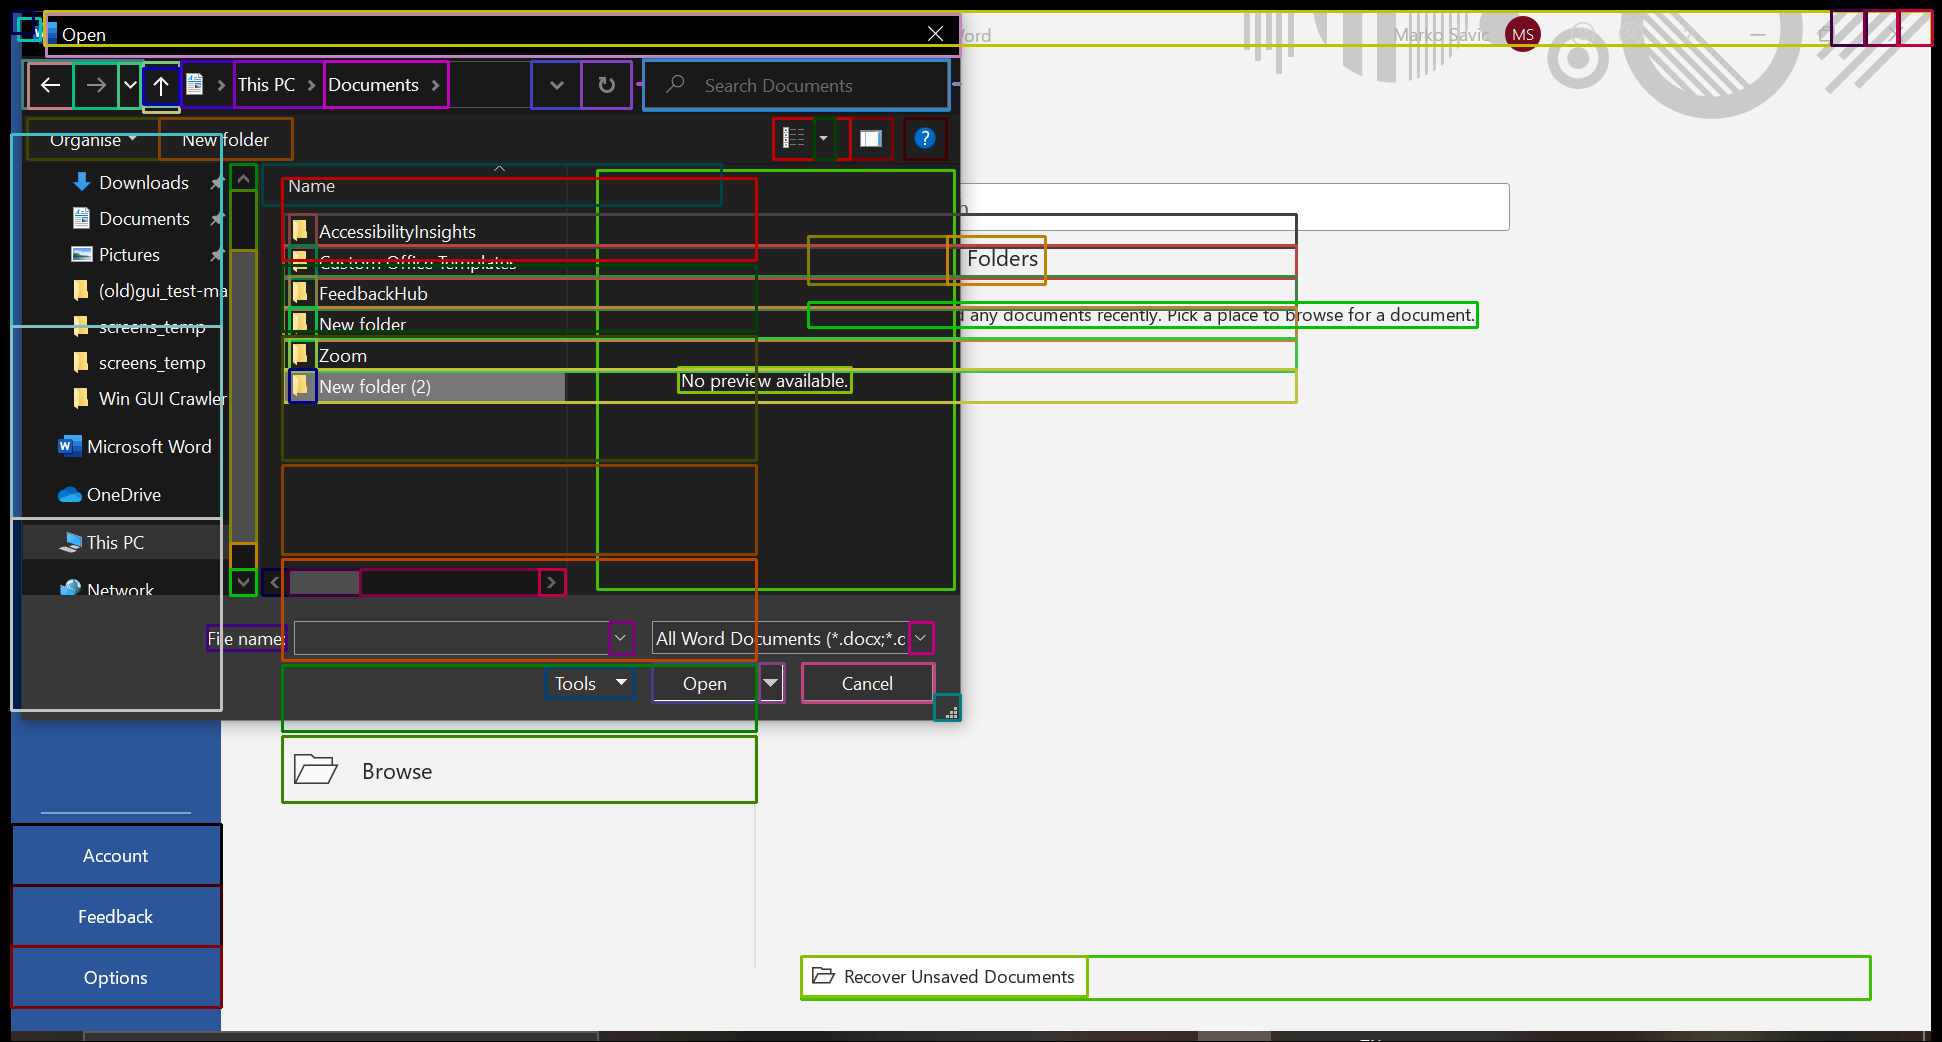 Open
ord
Marko Savic
MS
This PC
Documents
Search Documents
Organise
New folder
Name
Downloads
Documents
Pictures
(old)gui_test-ma
screens_temp
screens_temp
Win GUI Crawler
Microsoft Word
OneDrive
This PC
Network
AccessibilityInsights
Custom Office Templates
FeedbackHub
New folder
Zoom
New folder (2)
No preview available.
Folders
any documents recently. Pick a place to browse for a document.
File name:
All Word Documents (*.docx;*.d
Tools
Open
Cancel
Browse
Account
Feedback
Options
Recover Unsaved Documents